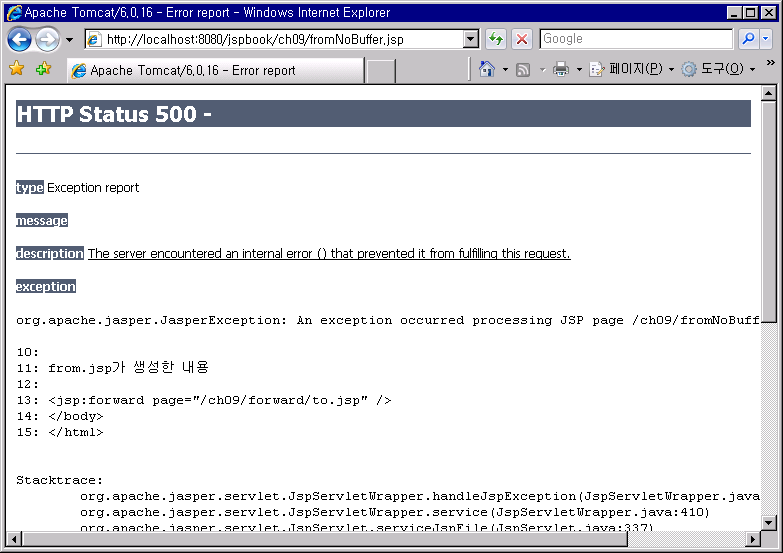 Apache Tomcat/6.0.16 - Error report - Windows Internet Explorer
http://localhost:8080/jspbook/ch09/fromNoBuffer.jsp
Google
Apache Tomcat/6.0.16 - Error report
페이지(P)
도구(O)
»
HTTP Status 500 -
type Exception report
message
description The server encountered an internal error () that prevented it from fulfilling this request.
exception
org.apache.jasper.JasperException: An exception occurred processing JSP page /ch09/fromNoBuff
10:
11: from.jsp가 생성한 내용
12:
13: <jsp:forward page="/ch09/forward/to.jsp" />
14: </body>
15: </html>
Stacktrace:
org.apache.jasper.servlet.JspServletWrapper.handleJspException(JspServletWrapper.java
org.apache.jasper.servlet.JspServletWrapper.service(JspServletWrapper.java:410)
org.apache.jasper.servlet.JspServlet.serviceJspFile(JspServlet.java:337)